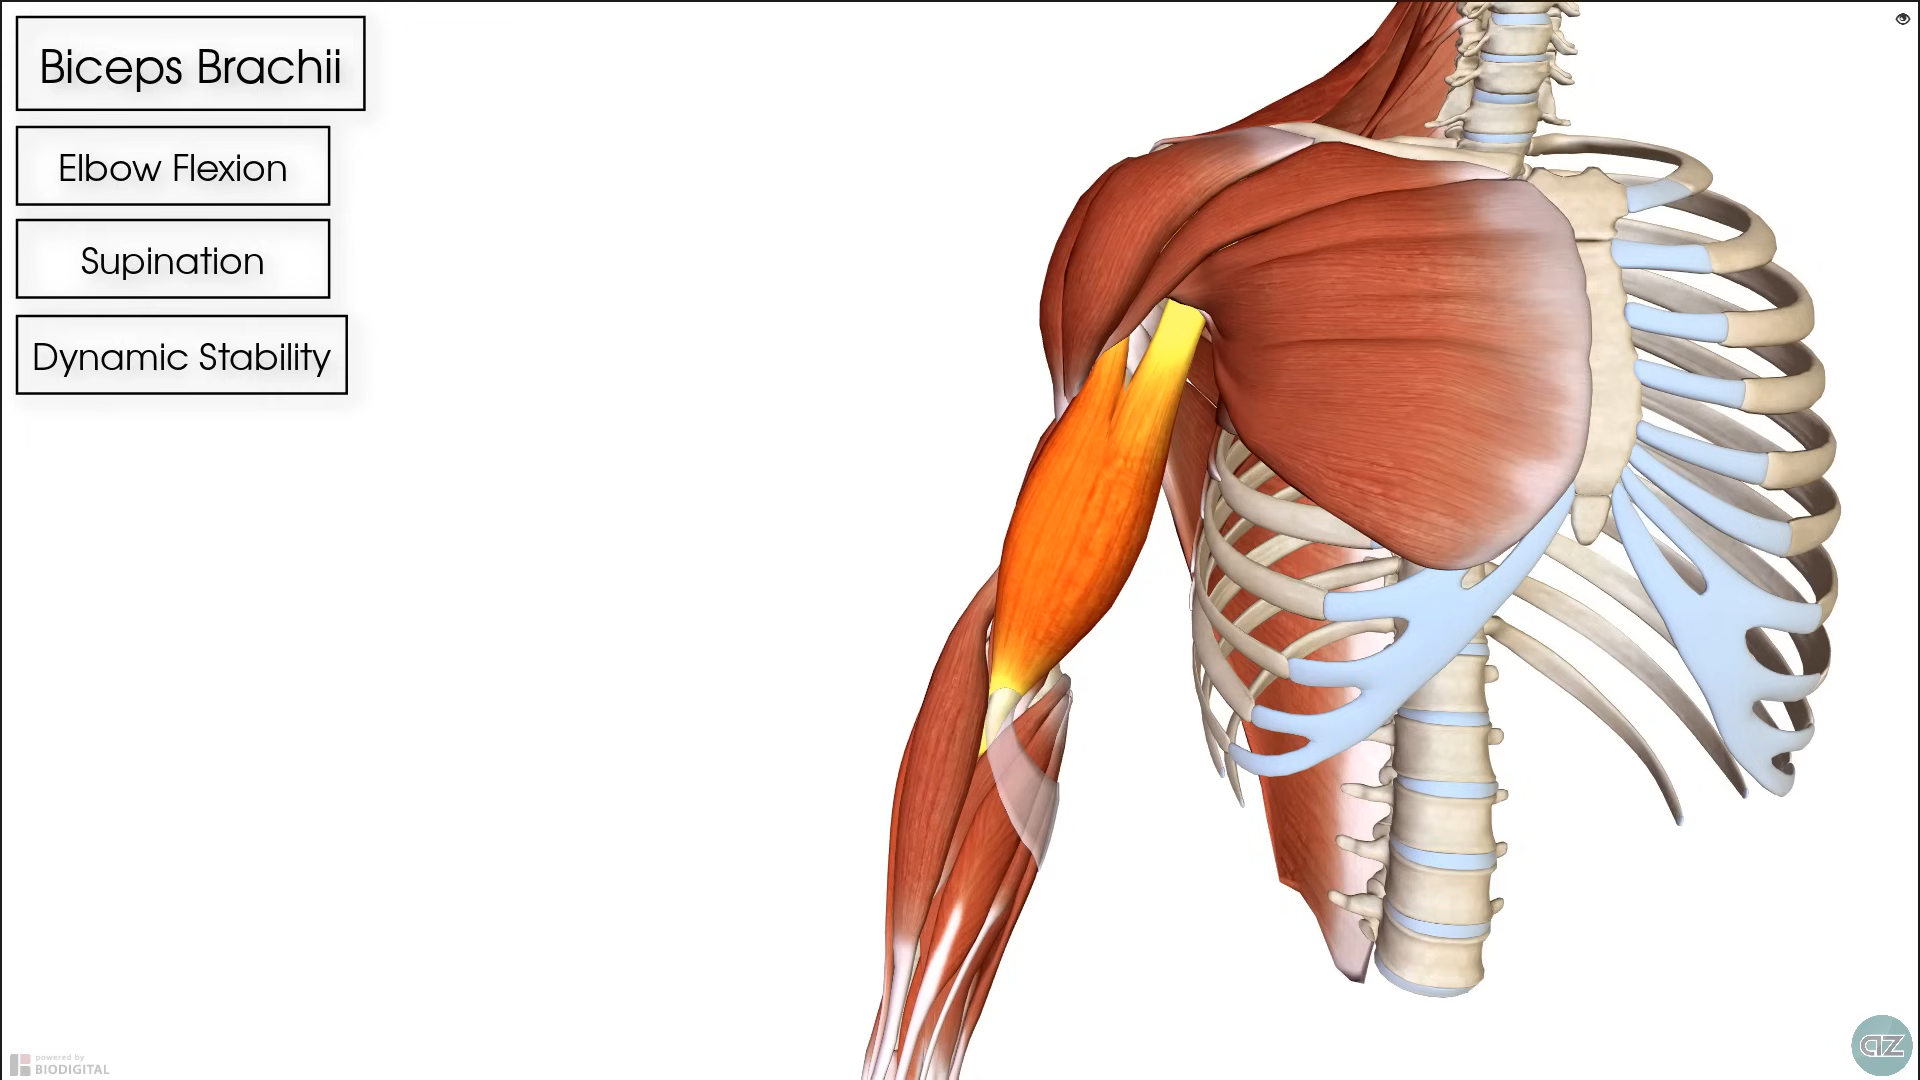 Biceps Brachii
Elbow Flexion
Supination
Dynamic Stability
powered by
BIODIGITAL
az